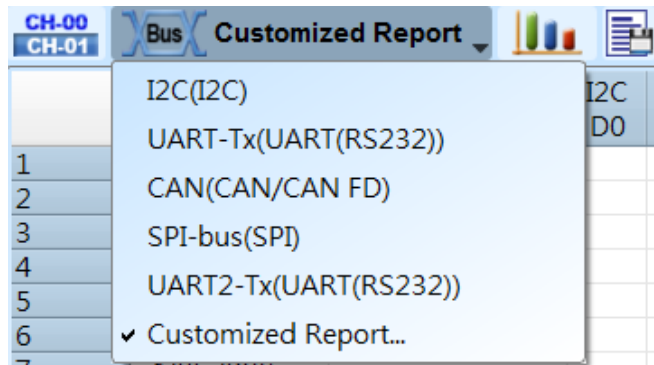 CH-00
CH-01
Bus Customized Report
I2C(I2C)
UART-Tx(UART(RS232))
CAN(CAN/CAN FD)
SPI-bus(SPI)
UART2-Tx(UART(RS232))
✓ Customized Report...
I2C
D0
1
2
3
4
5
6